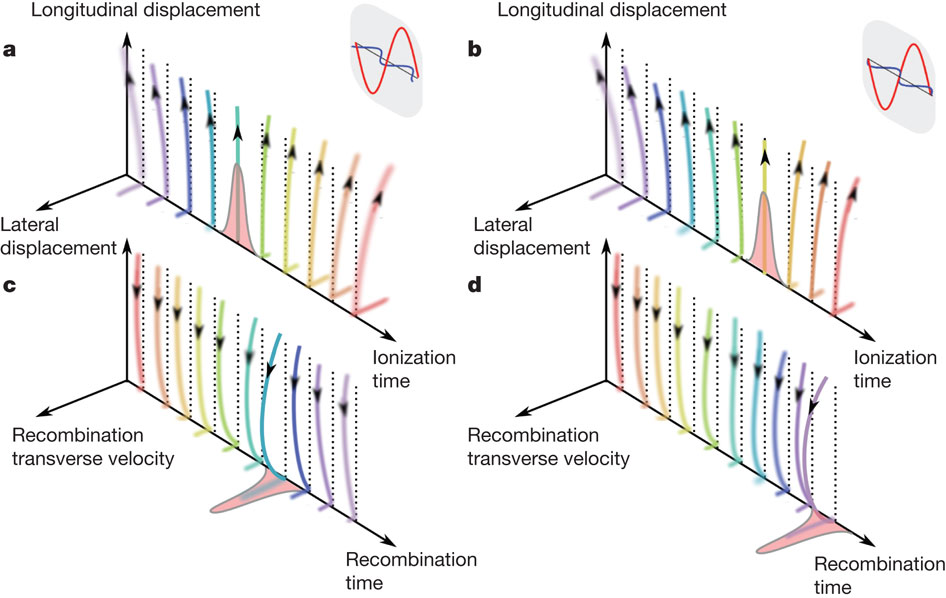 Longitudinal displacement
a
Lateral
displacement
Ionization
time
Longitudinal displacement
b
Lateral
displacement
Ionization
time
c
Recombination
transverse velocity
Recombination
time
d
Recombination
transverse velocity
Recombination
time